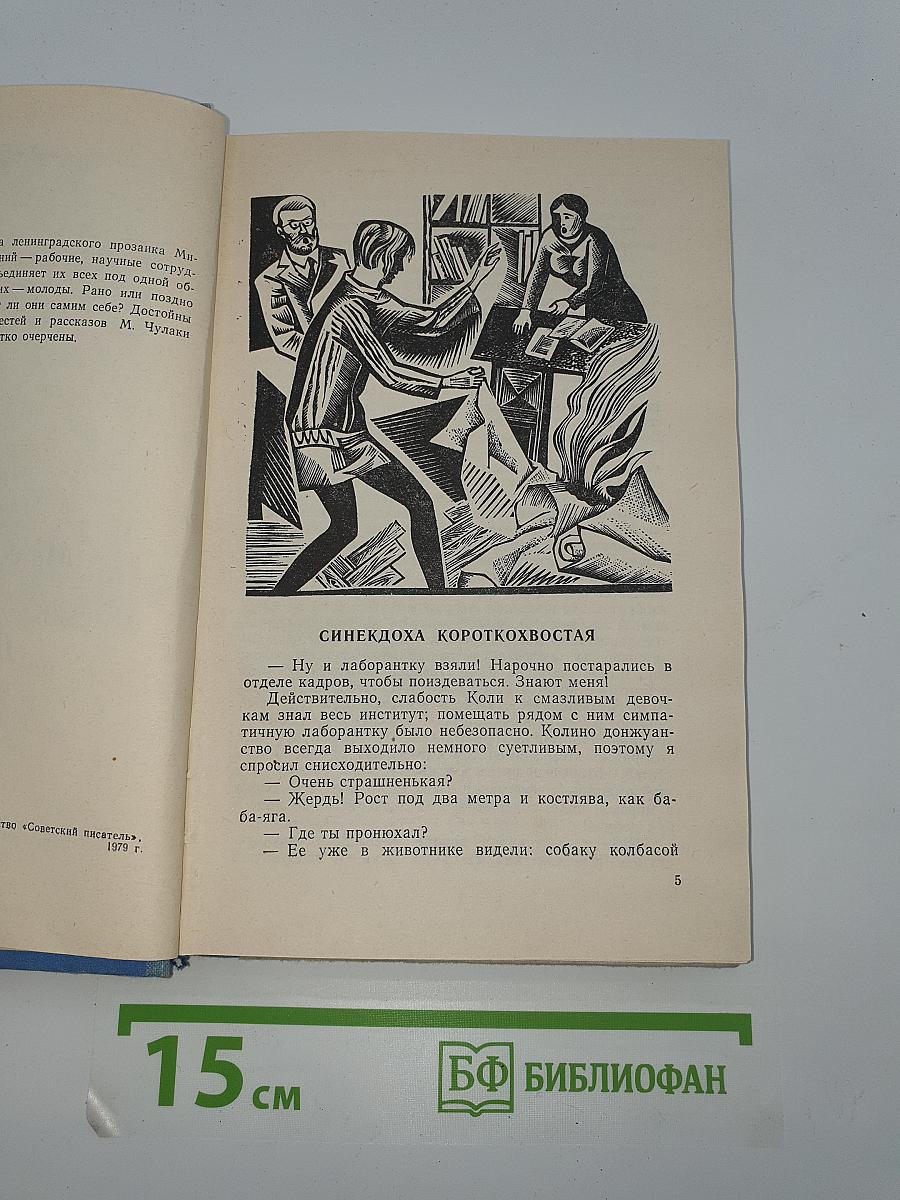 а ленинградского прозаика Ми-
ний — рабочие, научные сотруд-
ъединяет их всех под одной об-
их — молоды. Рано или поздно
ли они самим себе? Достойны
естей и рассказов М. Чулаки
тко очерчены.
тво «Советский писатель»,
1979 г.
СИНЕКДОХА КОРОТКОХВОСТАЯ
— Ну и лаборантку взяли! Нарочно постарались в
отделе кадров, чтобы поиздеваться. Знают меня!
Действительно, слабость Коли к смазливым девоч-
кам знал весь институт; помещать рядом с ним симпа-
тичную лаборантку было небезопасно. Колино донжуан-
ство всегда выходило немного суетливым, поэтому я
спросил снисходительно:
— Очень страшненькая?
— Жердь! Рост под два метра и костлява, как ба-
ба-яга.
— Где ты пронюхал?
— Ее уже в животнике видели: собаку колбасой
5
15 см
БФ БИБЛИОФАН